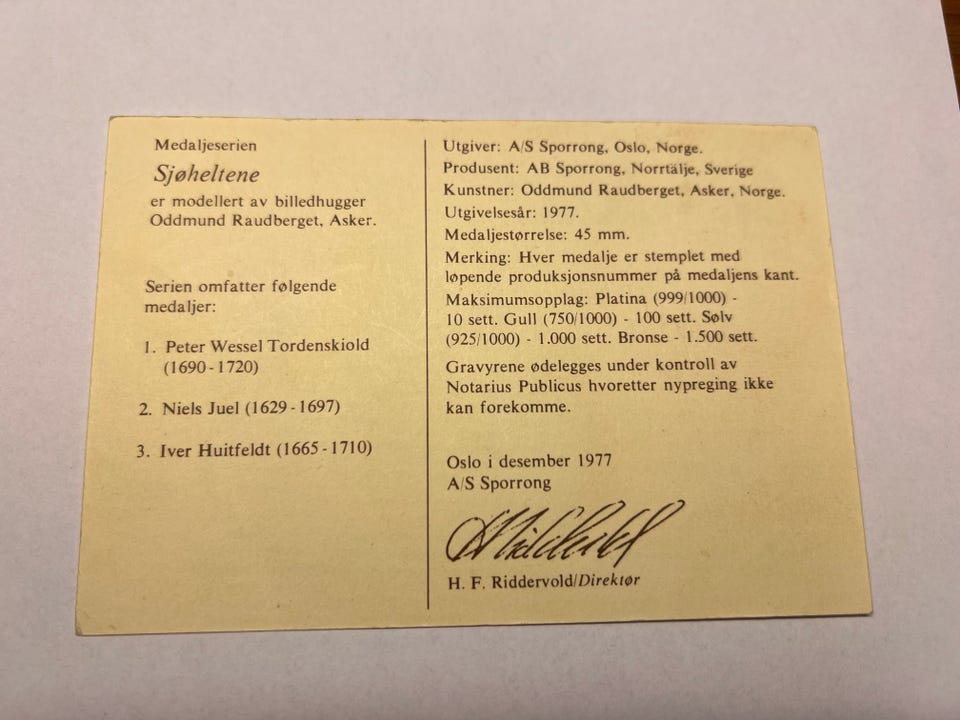 Medaljeserien
Sjøheltene
er modellert av billedhugger
Oddmund Raudberget, Asker.
Serien omfatter følgende
medaljer:
1. Peter Wessel Tordenskiold
(1690-1720)
2. Niels Juel (1629-1697)
3. Iver Huitfeldt (1665-1710)
Utgiver: A/S Sporrong, Oslo, Norge.
Produsent: AB Sporrong, Norrtälje, Sverige
Kunstner: Oddmund Raudberget, Asker, Norge.
Utgivelsesår: 1977.
Medaljestørrelse: 45 mm.
Merking: Hver medalje er stemplet med
løpende produksjonsnummer på medaljens kant.
Maksimumsopplag: Platina (999/1000) -
10 sett. Gull (750/1000) - 100 sett. Sølv
(925/1000) - 1.000 sett. Bronse - 1.500 sett.
Gravyrene ødelegges under kontroll av
Notarius Publicus hvoretter nypreging ikke
kan forekomme.
Oslo i desember 1977
A/S Sporrong
H. F. Riddervold/Direktør